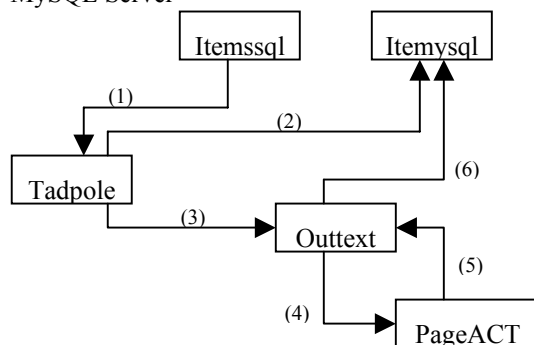 MySQL Server
Itemssql
Itemysql
(1)
(2)
Tadpole
(6)
(3)
Outtext
(5)
(4)
PageACT